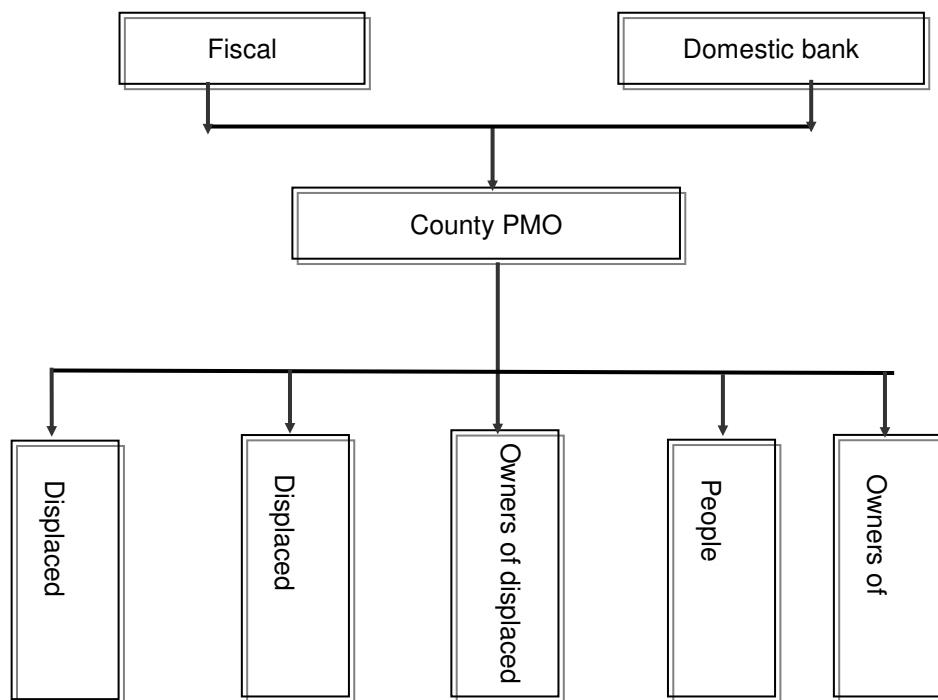 Fiscal
Domestic bank
County PMO
Displaced
Displaced
Owners of displaced
People
Owners of